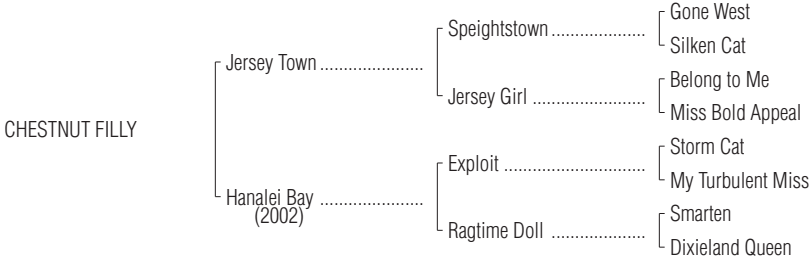 Gone West
Speightstown ....................
Silken Cat
Jersey Town ......................
Belong to Me
Jersey Girl ........................
Miss Bold Appeal
CHESTNUT FILLY
Storm Cat
Exploit ..............................
My Turbulent Miss
Hanalei Bay ......................
(2002)
Smarten
Ragtime Doll ....................
Dixieland Queen